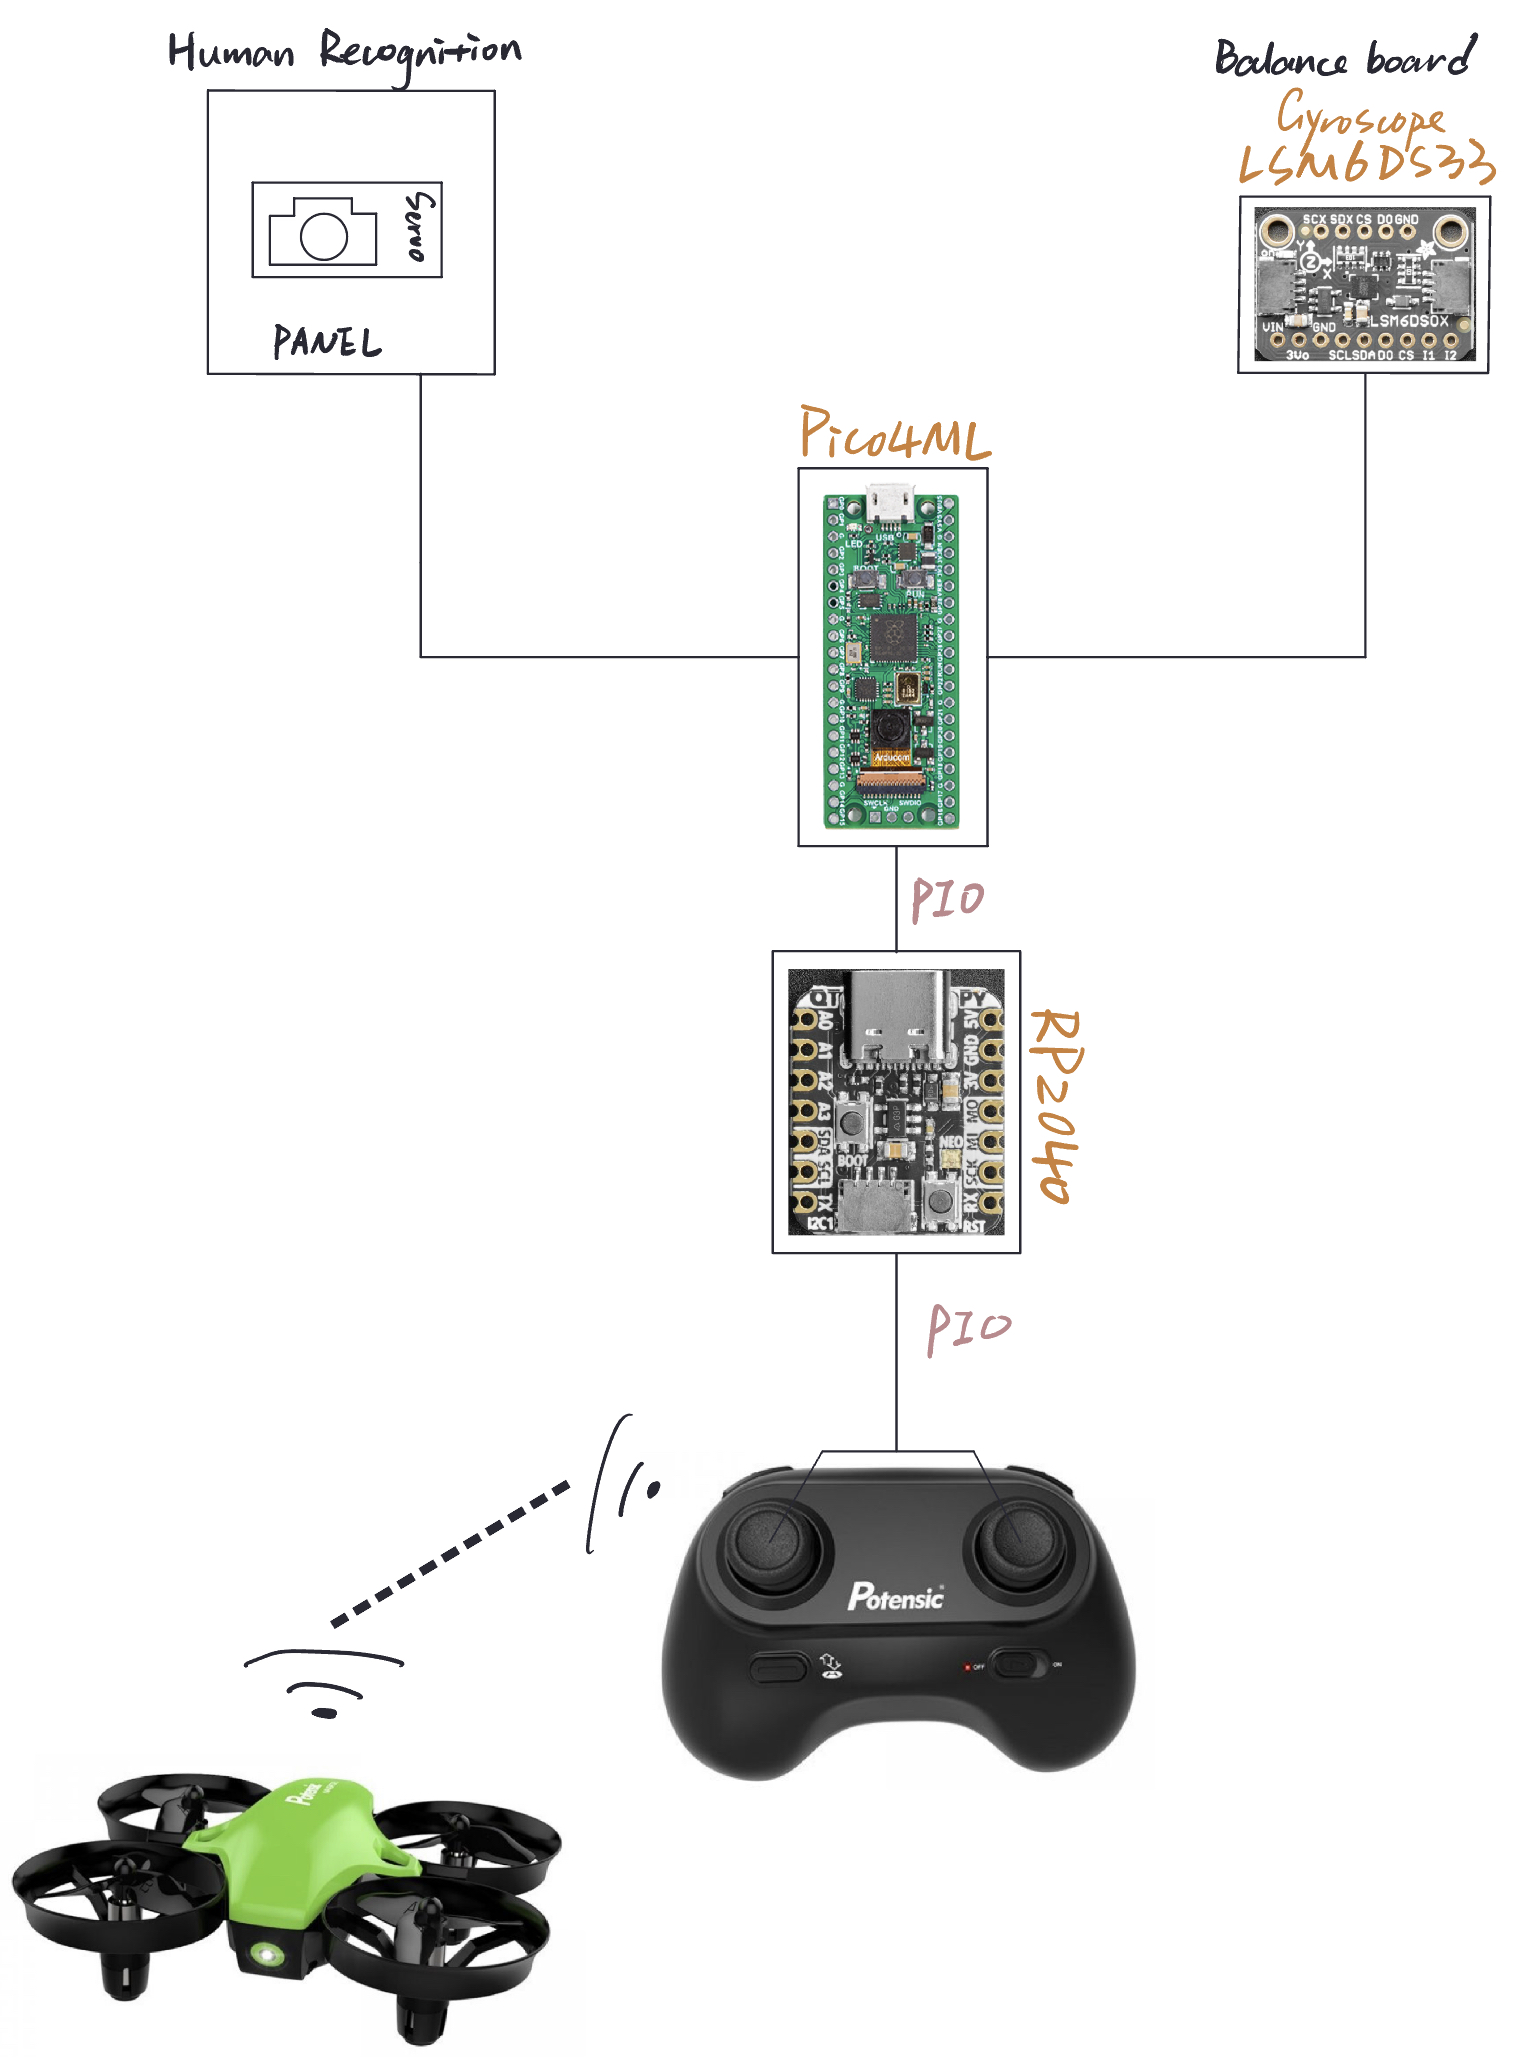 Human Recognition
Servo
PANEL
Balance board
Gyroscope
LSM6DS33
SCX SDX CS DO GND
Y
Z
X
on
LSM6DSOX
VIN GND
3Vo SCL SDA DO CS I1 I2
Pico4ML
LED USB
BOOT
RUN
Arducam
SWCLK SWDIO
GND
PIO
RP2040
QT PY
A0 5V
A1 GND
A2 3V
A3 MO
SDA MI
SCL SCK
TX RX
NEO
BOOT
I2C1 RST
PIO
Potensic
OFF ON
Potensic